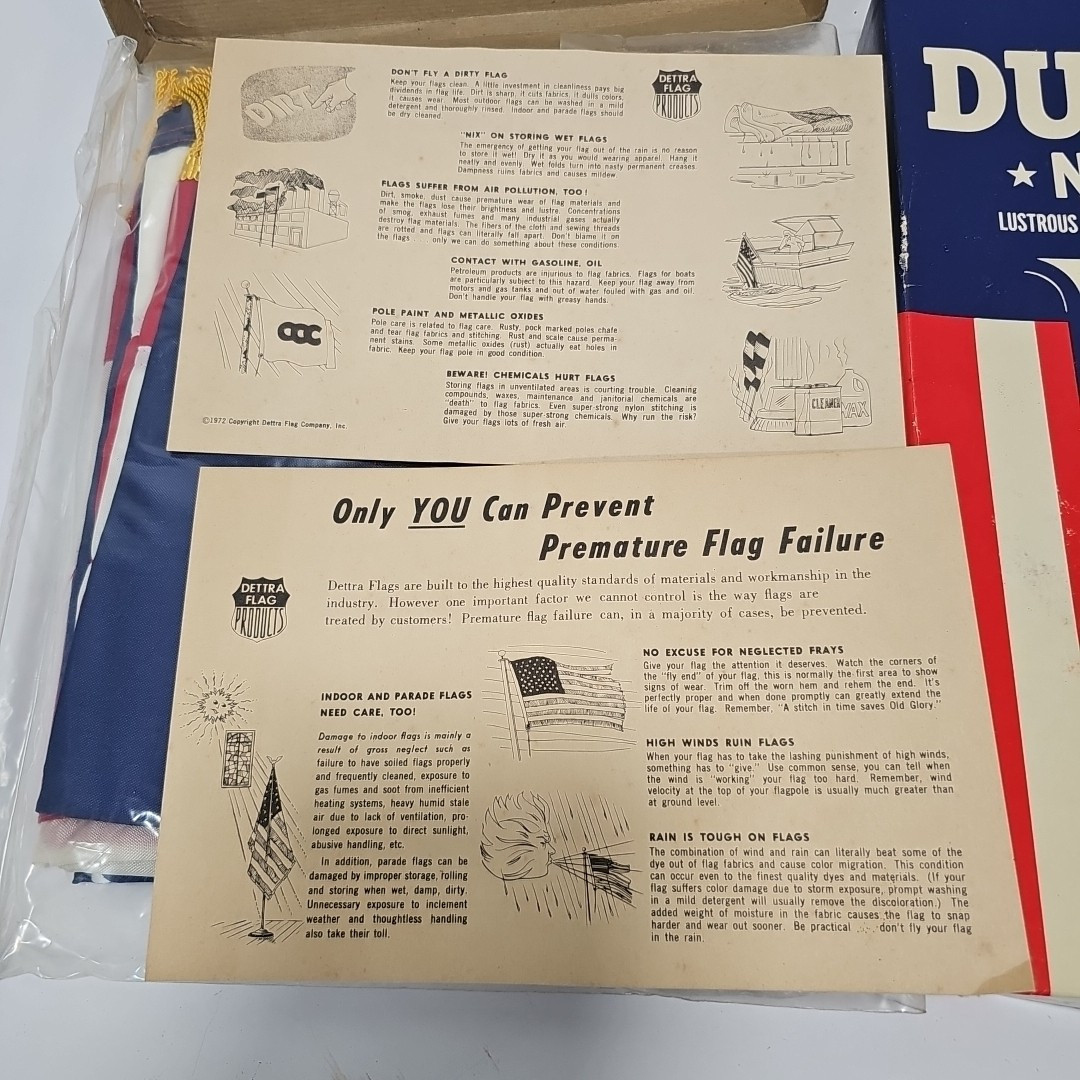 DIRT
DON'T FLY A DIRTY FLAG
Keep your flags clean. A little investment in cleanliness pays big
dividends in flag life. Dirt is sharp, it cuts fabrics, it dulls colors,
it causes wear. Most outdoor flags can be washed in a mild
detergent and thoroughly rinsed. Indoor and parade flags should
be dry cleaned.
DETTRA
FLAG
PRODUCTS
"NIX" ON STORING WET FLAGS
The emergency of getting your flag out of the rain is no reason
to store it wet! Dry it as you would wearing apparel. Hang it
neatly and evenly. Wet folds turn into nasty permanent creases.
Dampness ruins fabrics and causes mildew.
FLAGS SUFFER FROM AIR POLLUTION, TOO!
Dirt, smoke, dust cause premature wear of flag materials and
make the flags lose their brightness and lustre. Concentrations
of smog, exhaust fumes and many industrial gases actually
destroy flag materials. The fibers of the cloth and sewing threads
are rotted and flags can literally fall apart. Don't blame it on
the flags . . . only we can do something about these conditions.
CONTACT WITH GASOLINE, OIL
Petroleum products are injurious to flag fabrics. Flags for boats
are particularly subject to this hazard. Keep your flag away from
motors and gas tanks and out of water fouled with gas and oil.
Don't handle your flag with greasy hands.
POLE PAINT AND METALLIC OXIDES
Pole care is related to flag care. Rusty, pock marked poles chafe
and tear flag fabrics and stitching. Rust and scale cause perma-
nent stains. Some metallic oxides (rust) actually eat holes in
fabric. Keep your flag pole in good condition.
CCC
BEWARE! CHEMICALS HURT FLAGS
Storing flags in unventilated areas is courting trouble. Cleaning
compounds, waxes, maintenance and janitorial chemicals are
"death" to flag fabrics. Even super-strong nylon stitching is
damaged by those super-strong chemicals. Why run the risk?
Give your flags lots of fresh air.
CLEANER
WAX
©1972 Copyright Dettra Flag Company, Inc.
Only YOU Can Prevent
Premature Flag Failure
DETTRA
FLAG
PRODUCTS
Dettra Flags are built to the highest quality standards of materials and workmanship in the
industry. However one important factor we cannot control is the way flags are
treated by customers! Premature flag failure can, in a majority of cases, be prevented.
INDOOR AND PARADE FLAGS
NEED CARE, TOO!
Damage to indoor flags is mainly a
result of gross neglect such as
failure to have soiled flags properly
and frequently cleaned, exposure to
gas fumes and soot from inefficient
heating systems, heavy humid stale
air due to lack of ventilation, pro-
longed exposure to direct sunlight,
abusive handling, etc.
In addition, parade flags can be
damaged by improper storage, rolling
and storing when wet, damp, dirty.
Unnecessary exposure to inclement
weather and thoughtless handling
also take their toll.
NO EXCUSE FOR NEGLECTED FRAYS
Give your flag the attention it deserves. Watch the corners of
the "fly end" of your flag, this is normally the first area to show
signs of wear. Trim off the worn hem and rehem the end. It's
perfectly proper and when done promptly can greatly extend the
life of your flag. Remember, "A stitch in time saves Old Glory."
HIGH WINDS RUIN FLAGS
When your flag has to take the lashing punishment of high winds,
something has to "give." Use common sense, you can tell when
the wind is "working" your flag too hard. Remember, wind
velocity at the top of your flagpole is usually much greater than
at ground level.
RAIN IS TOUGH ON FLAGS
The combination of wind and rain can literally beat some of the
dye out of flag fabrics and cause color migration. This condition
can occur even to the finest quality dyes and materials. (If your
flag suffers color damage due to storm exposure, prompt washing
in a mild detergent will usually remove the discoloration.) The
added weight of moisture in the fabric causes the flag to snap
harder and wear out sooner. Be practical . . . don't fly your flag
in the rain.
DU
★ N
LUSTROUS